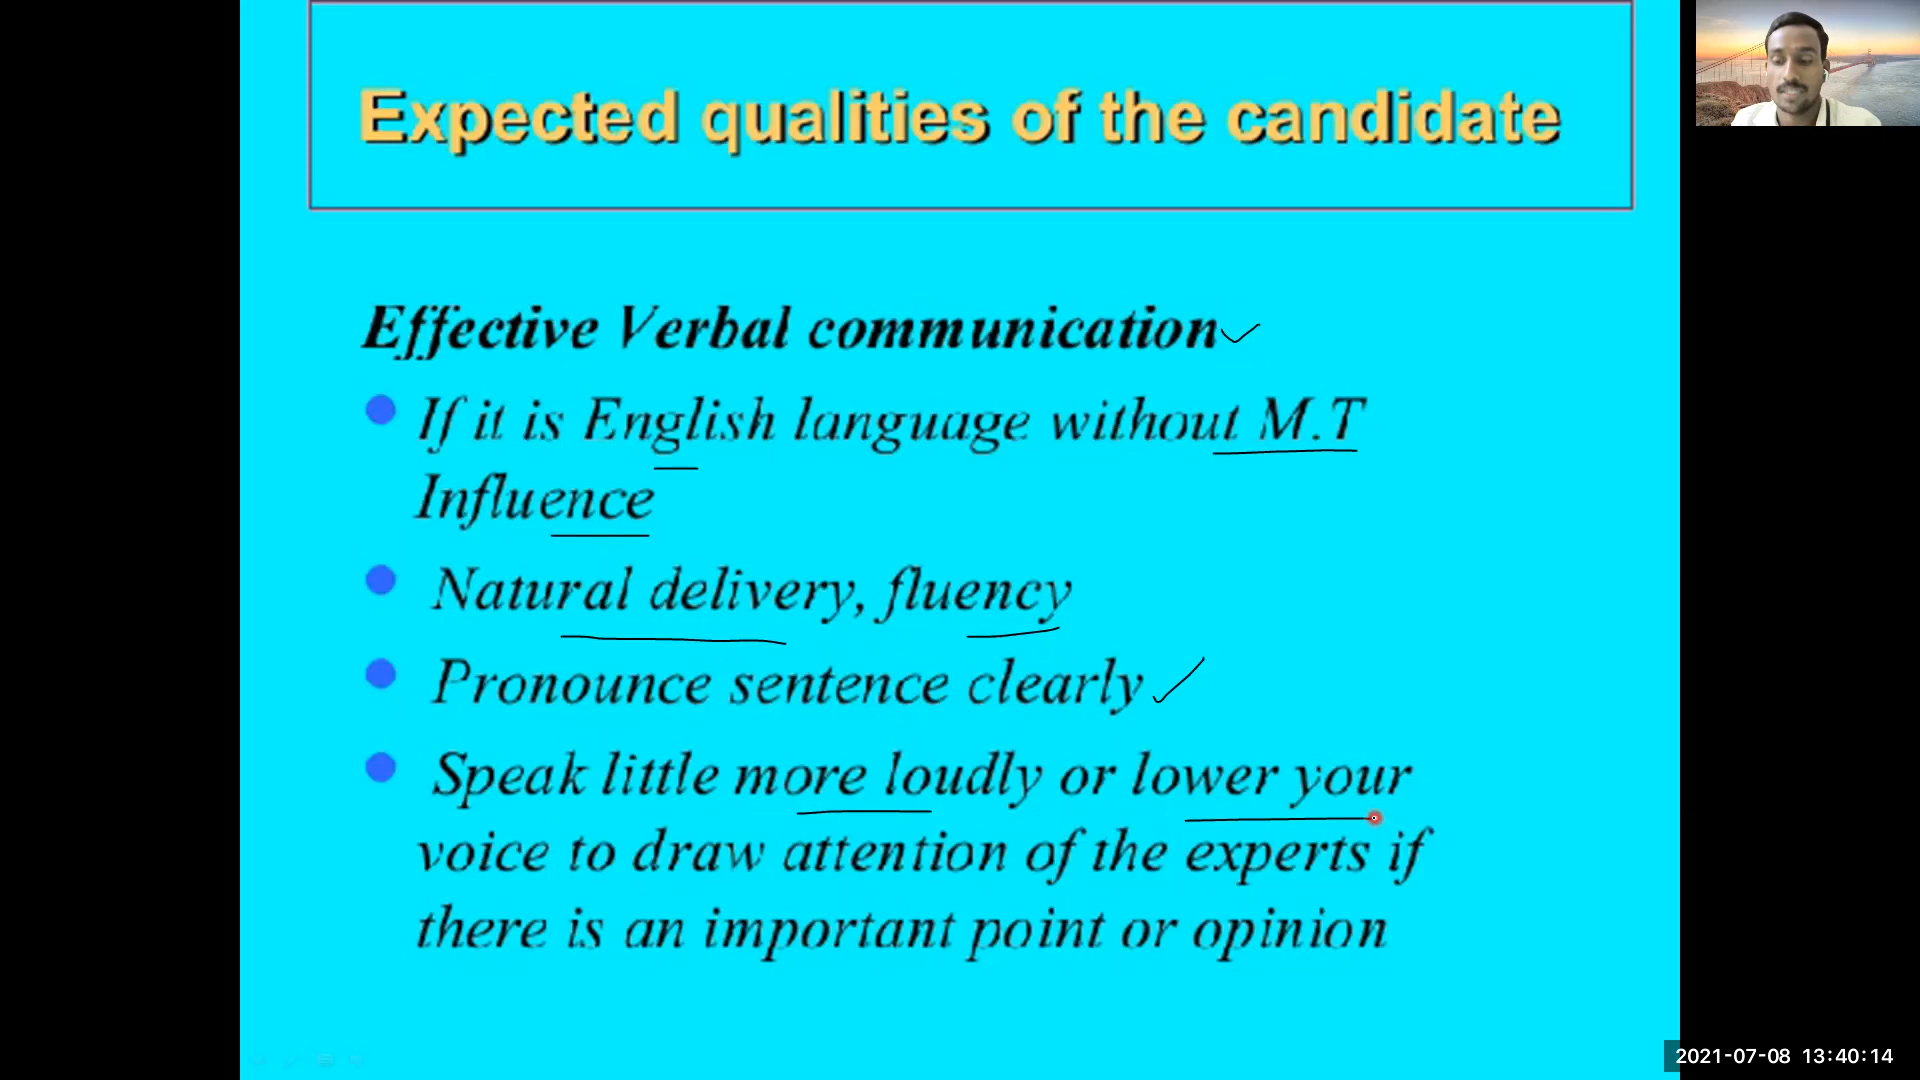 Expected qualities of the candidate
Effective Verbal communication
If it is English language without M.T
Influence
Natural delivery, fluency
Pronounce sentence clearly
Speak little more loudly or lower your
voice to draw attention of the experts if
there is an important point or opinion
2021-07-08 13:40:14